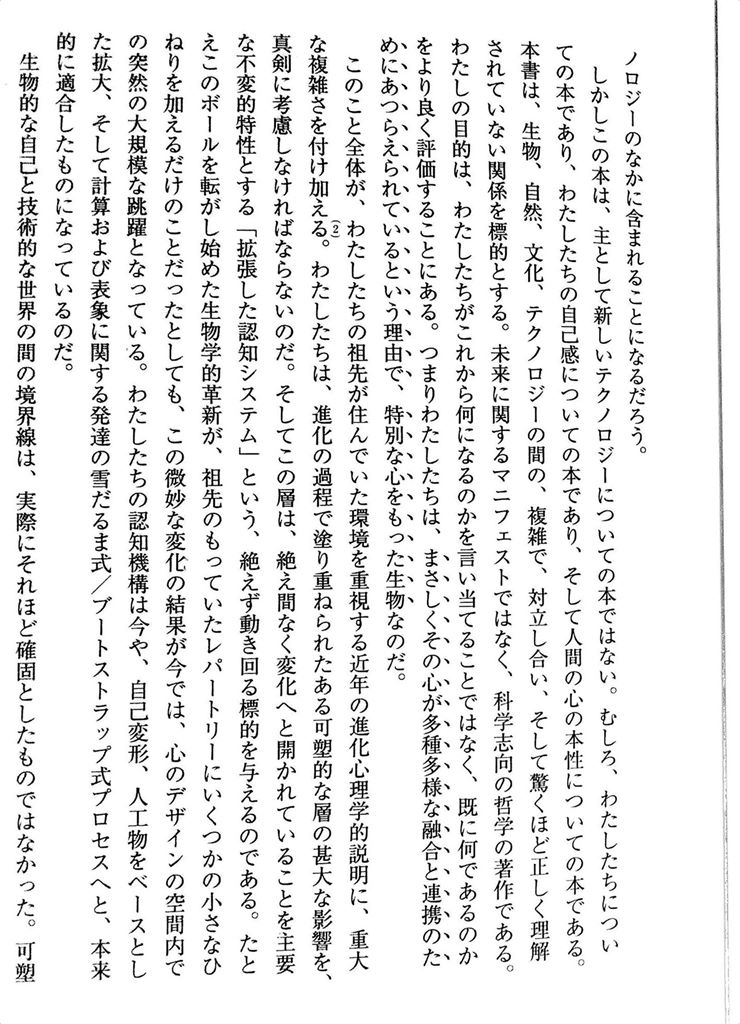 ノロジーのなかに含まれることになるだろう。
しかしこの本は、主として新しいテクノロジーについての本ではない。むしろ、わたしたちについ
ての本であり、わたしたちの自己感についての本であり、そして人間の心の本性についての本である。
本書は、生物、自然、文化、テクノロジーの間の、複雑で、対立し合い、そして驚くほど正しく理解
されていない関係を標的とする。未来に関するマニフェストではなく、科学志向の哲学の著作である。
わたしの目的は、わたしたちがこれから何になるのかを言い当てることではなく、既に何であるのか
をより良く評価することにある。つまりわたしたちは、まさしくその心が多種多様な融合と連携のた
めにあつらえられているという理由で、特別な心をもった生物なのだ。
このこと全体が、わたしたちの祖先が住んでいた環境を重視する近年の進化心理学的説明に、重大
な複雑さを付け加える。(2)わたしたちは、進化の過程で塗り重ねられたある可塑的な層の甚大な影響を、
真剣に考慮しなければならないのだ。そしてこの層は、絶え間なく変化へと開かれていることを主要
な不変的特性とする「拡張した認知システム」という、絶えず動き回る標的を与えるのである。たと
えこのボールを転がし始めた生物学的革新が、祖先のもっていたレパートリーにいくつかの小さなひ
ねりを加えるだけのことだったとしても、この微妙な変化の結果が今では、心のデザインの空間内で
の突然の大規模な跳躍となっている。わたしたちの認知機構は今や、自己変形、人工物をベースとし
た拡大、そして計算および表象に関する発達の雪だるま式/ブートストラップ式プロセスへと、本来
的に適合したものになっているのだ。
生物的な自己と技術的な世界の間の境界線は、実際にそれほど確固としたものではなかった。可塑